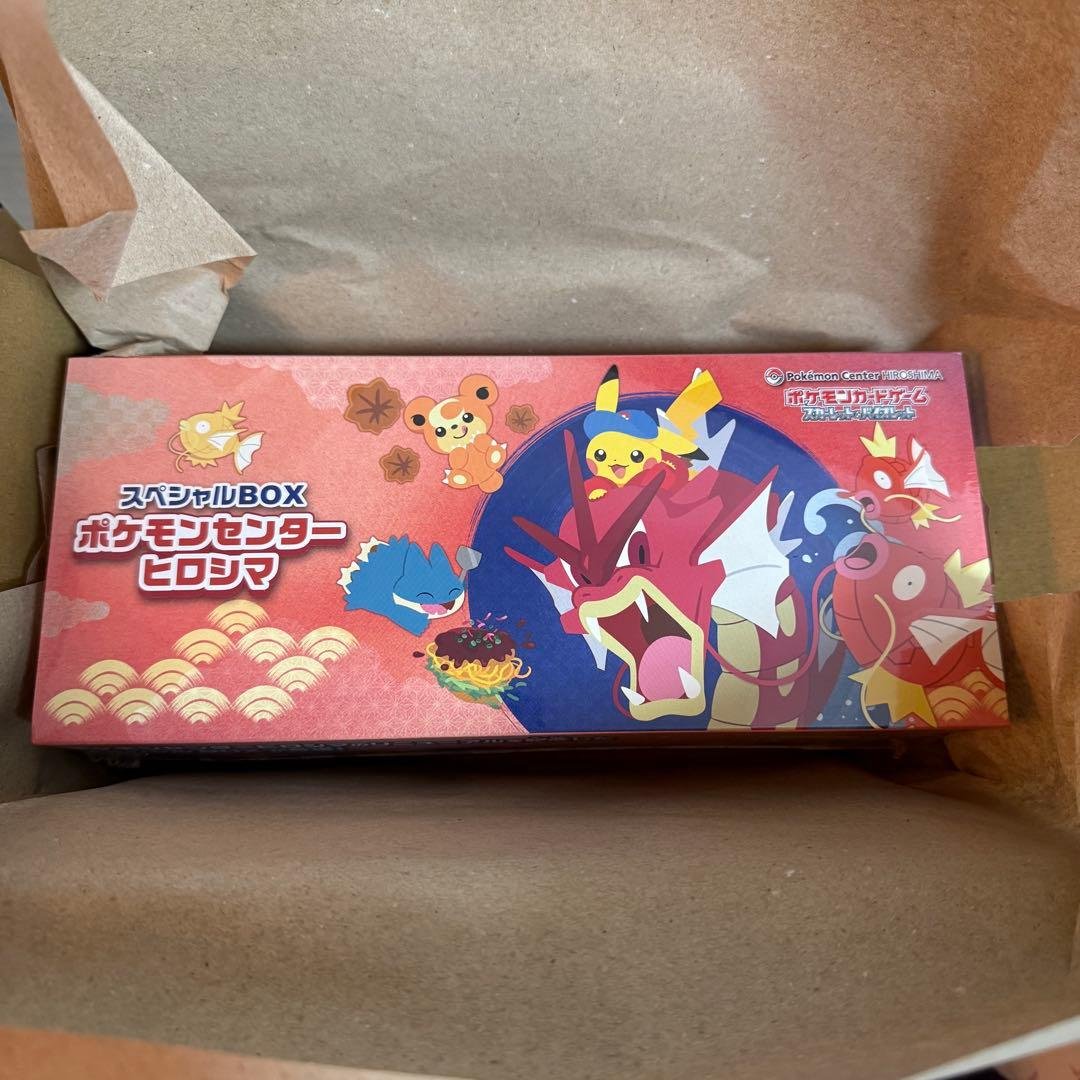 Pokémon Center HIROSHIMA
ポケモンカードゲーム
スカーレット&バイオレット
スペシャルBOX
ポケモンセンター
ヒロシマ